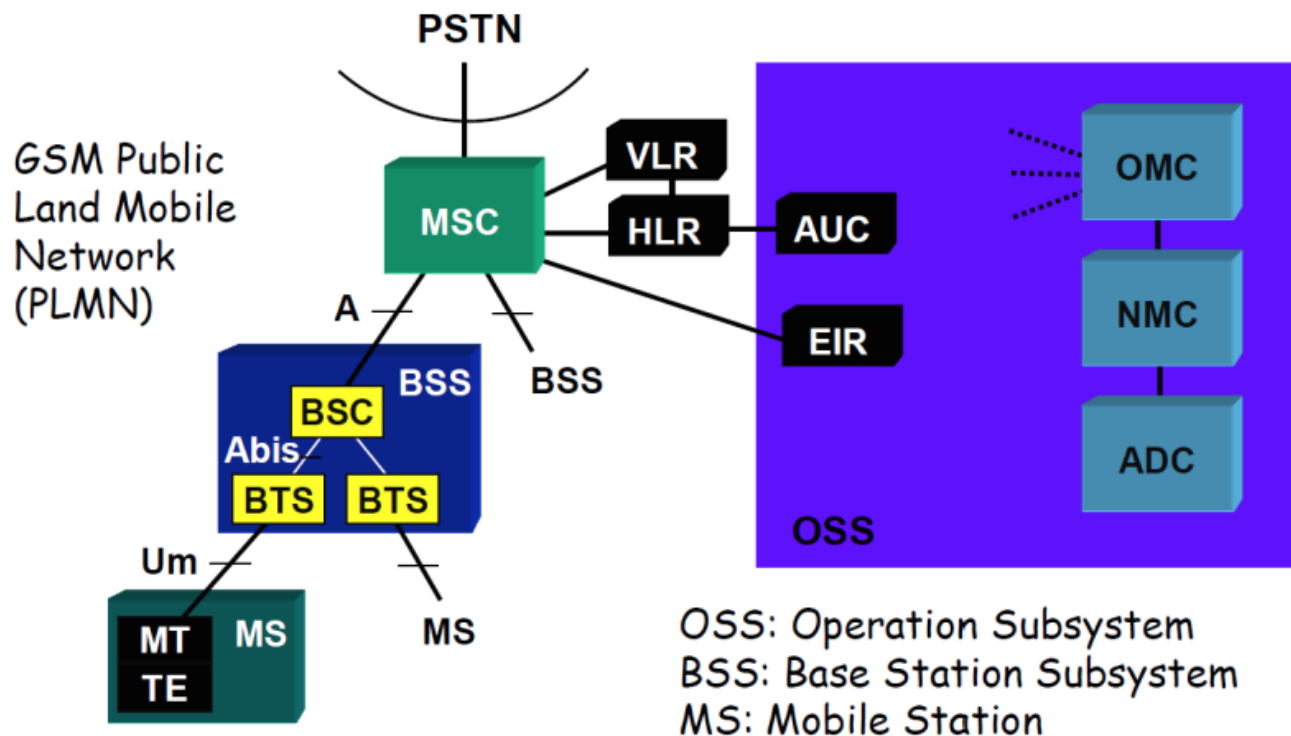 PSTN
GSM Public
Land Mobile
Network
(PLMN)
MSC
VLR
HLR
AUC
EIR
OMC
NMC
ADC
OSS
A
BSS
BSS
BSC
Abis
BTS
BTS
Um
MS
MT
TE
MS
OSS: Operation Subsystem
BSS: Base Station Subsystem
MS: Mobile Station